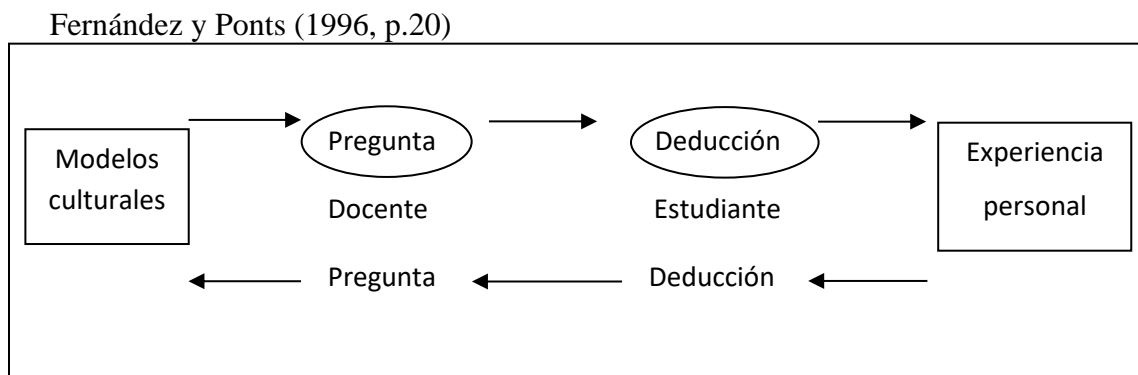 Fernández y Ponts (1996, p.20)
Modelos
culturales
Pregunta
Docente
Pregunta
Deducción
Estudiante
Deducción
Experiencia
personal